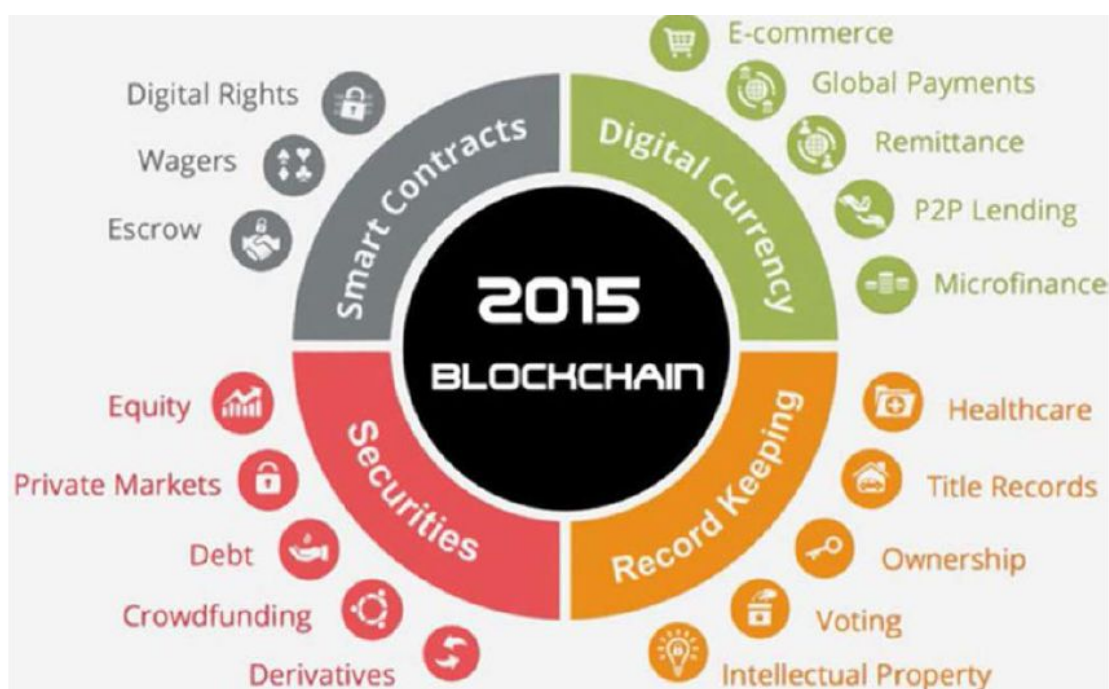 E-commerce
Global Payments
Remittance
P2P Lending
Microfinance
Digital Rights
Wagers
Escrow
Smart Contracts
Digital Currency
2015
BLOCKCHAIN
Securities
Record Keeping
Equity
Private Markets
Debt
Crowdfunding
Derivatives
Healthcare
Title Records
Ownership
Voting
Intellectual Property